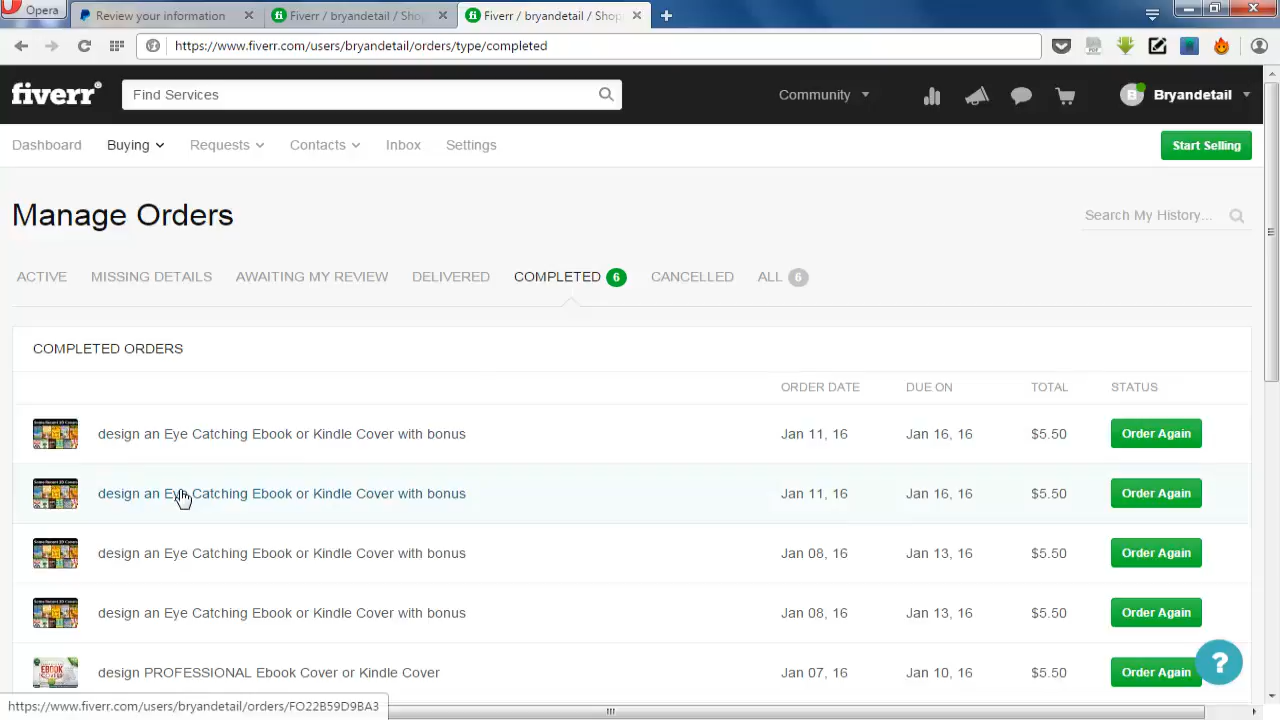 Opera
Review your information
Fiverr / bryandetail / Shop
Fiverr / bryandetail / Shop
https://www.fiverr.com/users/bryandetail/orders/type/completed
fiverr
Find Services
Community
B
Bryandetail
Dashboard
Buying
Requests
Contacts
Inbox
Settings
Start Selling
Manage Orders
Search My History...
ACTIVE
MISSING DETAILS
AWAITING MY REVIEW
DELIVERED
COMPLETED 6
CANCELLED
ALL 6
COMPLETED ORDERS
ORDER DATE DUE ON TOTAL STATUS
design an Eye Catching Ebook or Kindle Cover with bonus Jan 11, 16 Jan 16, 16 $5.50 Order Again
design an Eye Catching Ebook or Kindle Cover with bonus Jan 11, 16 Jan 16, 16 $5.50 Order Again
design an Eye Catching Ebook or Kindle Cover with bonus Jan 08, 16 Jan 13, 16 $5.50 Order Again
design an Eye Catching Ebook or Kindle Cover with bonus Jan 08, 16 Jan 13, 16 $5.50 Order Again
design PROFESSIONAL Ebook Cover or Kindle Cover Jan 07, 16 Jan 10, 16 $5.50 Order Again
?
https://www.fiverr.com/users/bryandetail/orders/FO22B59D9BA3